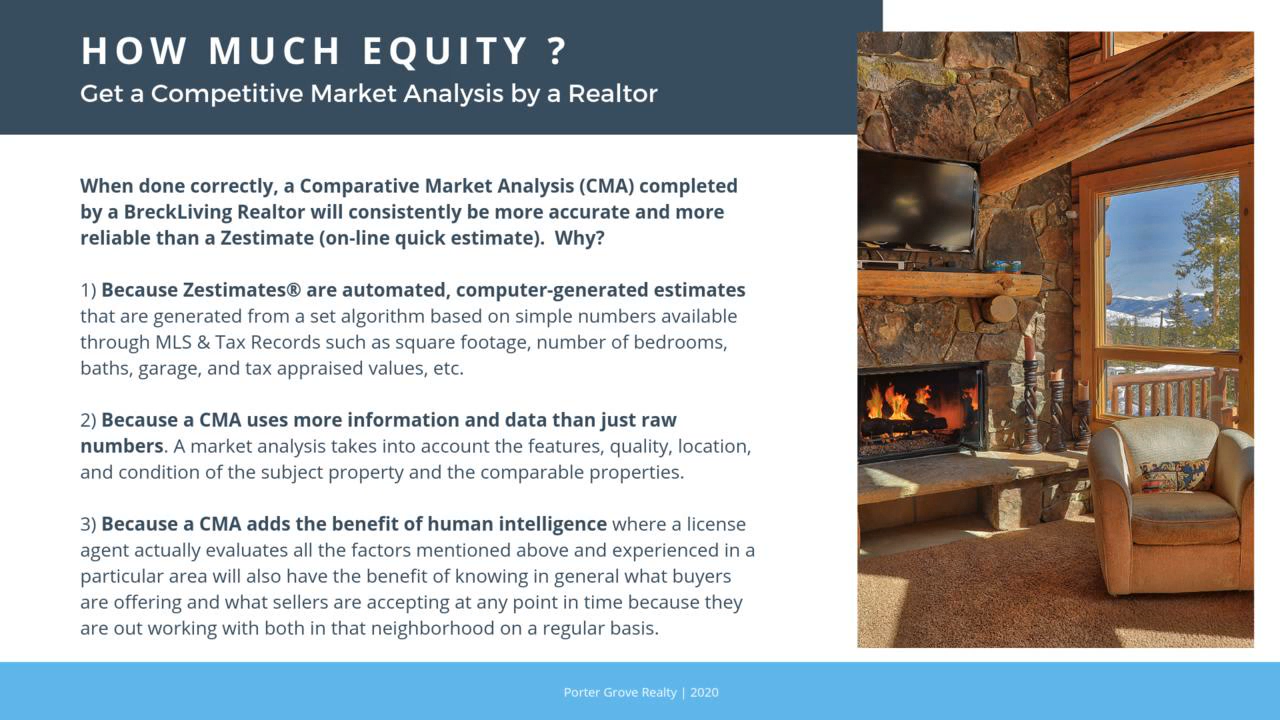 HOW MUCH EQUITY ?
Get a Competitive Market Analysis by a Realtor
When done correctly, a Comparative Market Analysis (CMA) completed
by a BreckLiving Realtor will consistently be more accurate and more
reliable than a Zestimate (on-line quick estimate).  Why?
1) Because Zestimates® are automated, computer-generated estimates
that are generated from a set algorithm based on simple numbers available
through MLS & Tax Records such as square footage, number of bedrooms,
baths, garage, and tax appraised values, etc.
2) Because a CMA uses more information and data than just raw
numbers. A market analysis takes into account the features, quality, location,
and condition of the subject property and the comparable properties.
3) Because a CMA adds the benefit of human intelligence where a license
agent actually evaluates all the factors mentioned above and experienced in a
particular area will also have the benefit of knowing in general what buyers
are offering and what sellers are accepting at any point in time because they
are out working with both in that neighborhood on a regular basis.
Porter Grove Realty | 2020